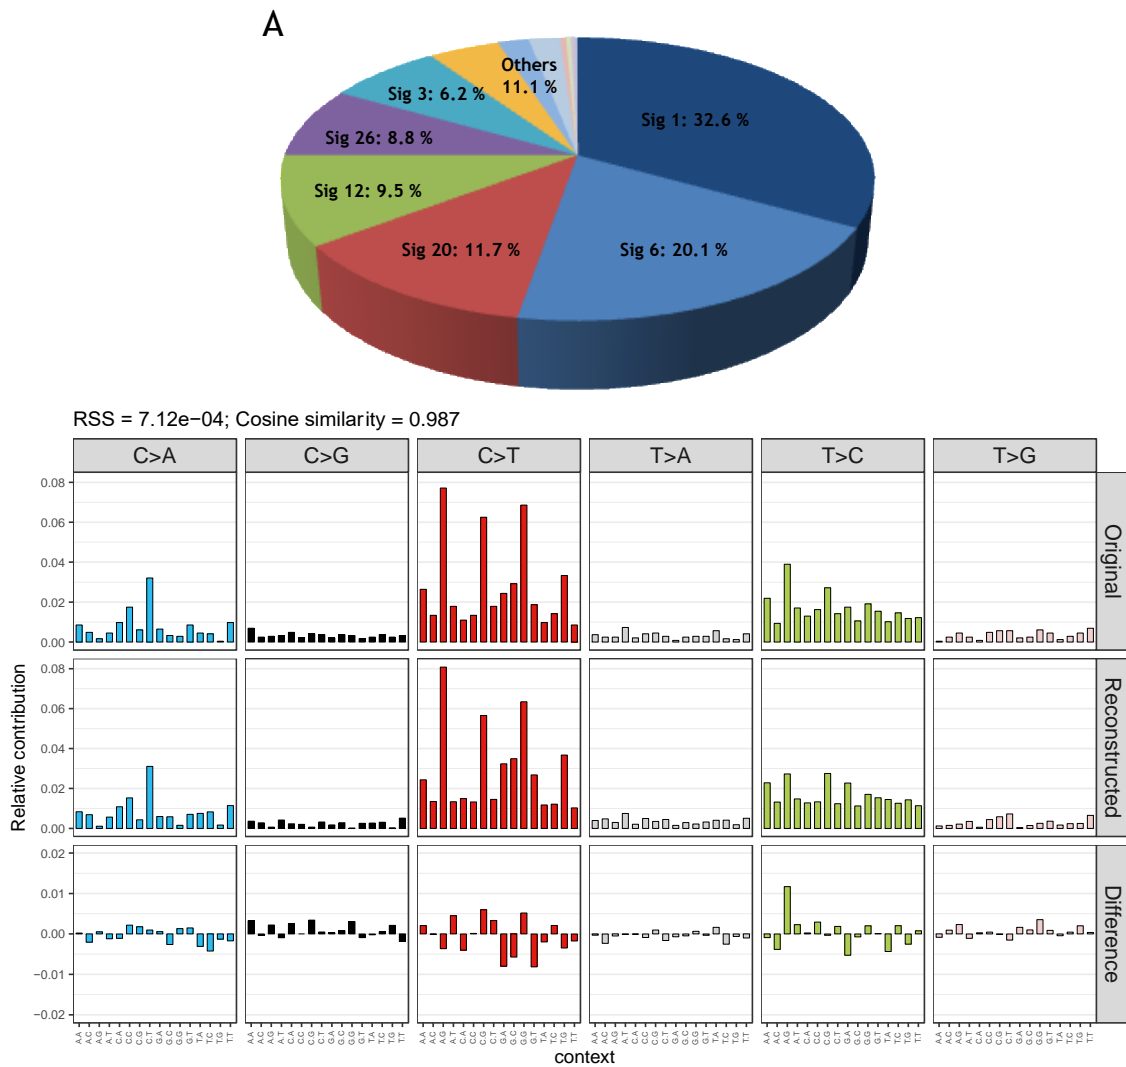 A
Others
11.1 %
Sig 3: 6.2 %
Sig 1: 32.6 %
Sig 26: 8.8 %
Sig 12: 9.5 %
Sig 20: 11.7 %
Sig 6: 20.1 %
RSS = 7.12e−04; Cosine similarity = 0.987
C>A C>G C>T T>A T>C T>G
Relative contribution
0.08
0.06
0.04
0.02
0.00
Original
0.08
0.06
0.04
0.02
0.00
Reconstructed
0.02
0.01
0.00
−0.01
−0.02
Difference
A.A A.C A.G A.T C.A C.C C.G C.T G.A G.C G.G G.T T.A T.C T.G T.T
A.A A.C A.G A.T C.A C.C C.G C.T G.A G.C G.G G.T T.A T.C T.G T.T
A.A A.C A.G A.T C.A C.C C.G C.T G.A G.C G.G G.T T.A T.C T.G T.T
A.A A.C A.G A.T C.A C.C C.G C.T G.A G.C G.G G.T T.A T.C T.G T.T
A.A A.C A.G A.T C.A C.C C.G C.T G.A G.C G.G G.T T.A T.C T.G T.T
A.A A.C A.G A.T C.A C.C C.G C.T G.A G.C G.G G.T T.A T.C T.G T.T
context